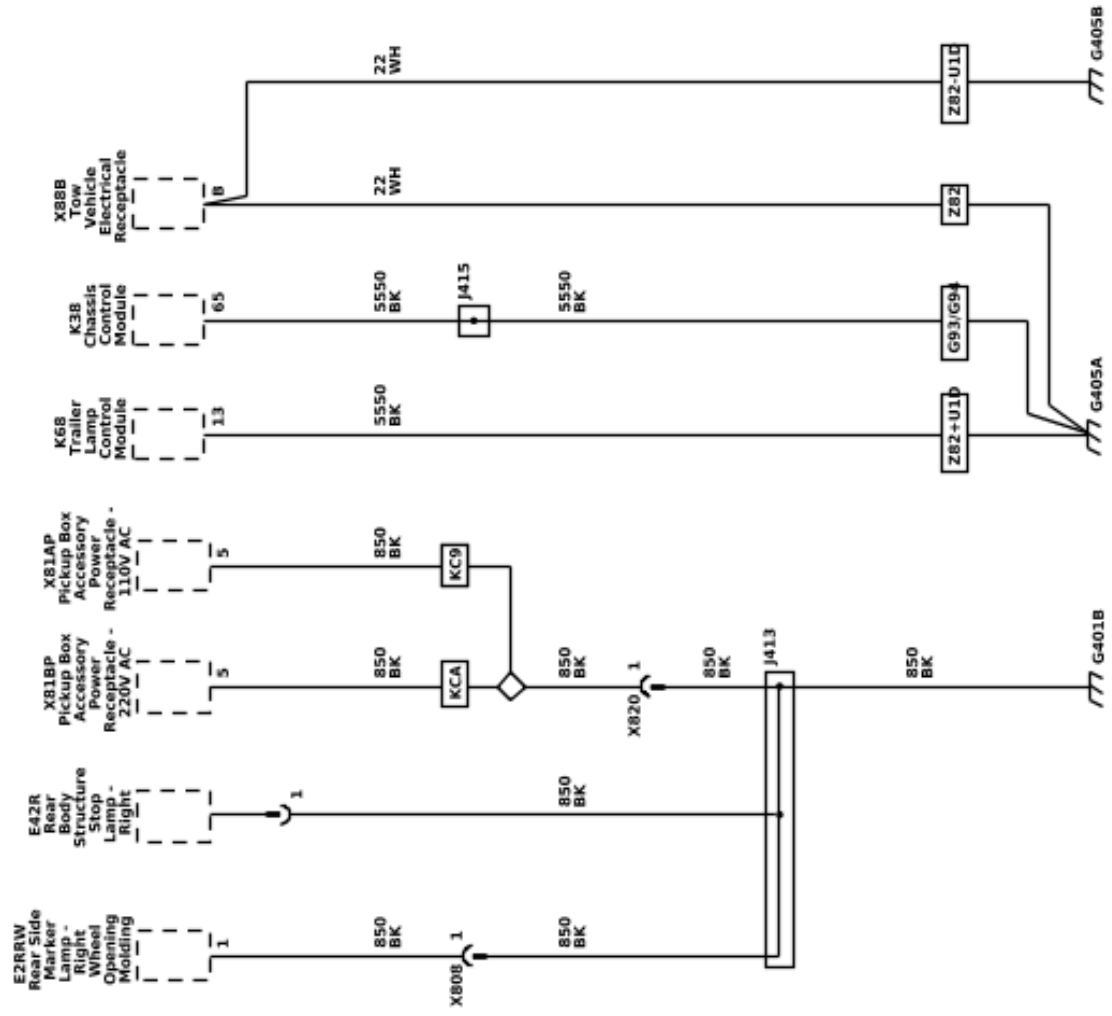 E2RRW
Rear Side
Marker
Lamp -
Right
Wheel
Opening
Molding
E42R
Rear
Body
Structure
Stop
Lamp -
Right
X81BP
Pickup Box
Accessory
Power
Receptacle -
220V AC
X81AP
Pickup Box
Accessory
Power
Receptacle -
110V AC
K68
Trailer
Lamp
Control
Module
K38
Chassis
Control
Module
X88B
Tow
Vehicle
Electrical
Receptacle
1
5
5
13
65
B
1
850
BK
850
BK
850
BK
5550
BK
5550
BK
22
WH
22
WH
X808
1
KCA
KC9
J415
850
BK
850
BK
850
BK
5550
BK
X820
1
850
BK
J413
850
BK
Z82+U1D
G93/G94
Z82
Z82-U1D
G401B
G405A
G405B